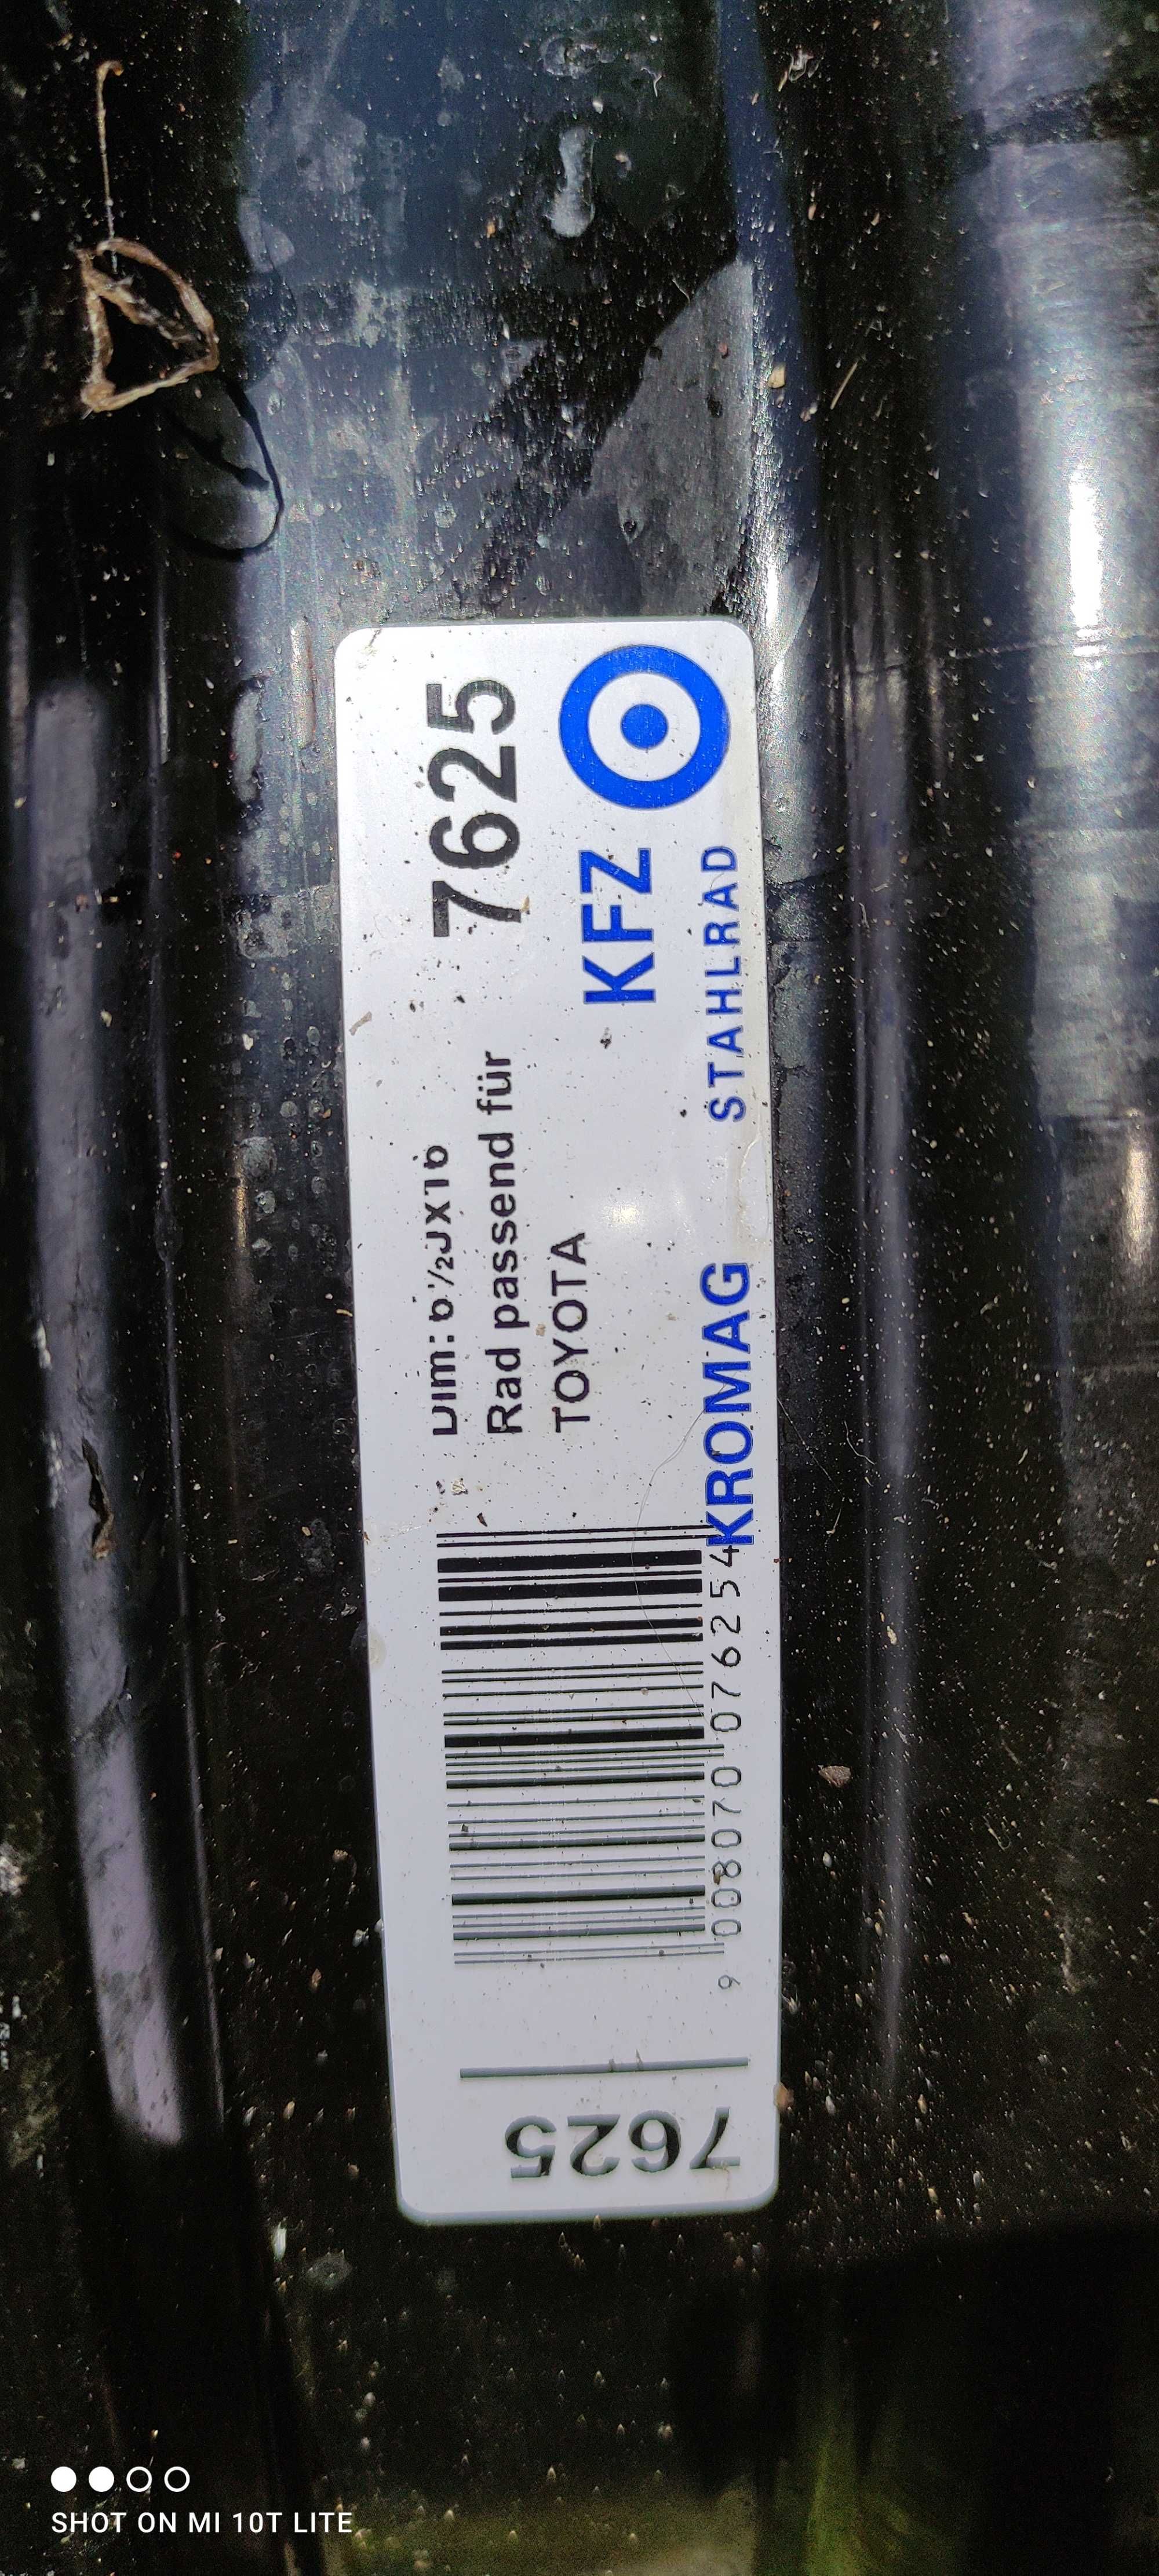 7625
Dim: 6½JX16
Rad passend für
TOYOTA
KFZ
STAHLRAD
KROMAG
9 008070 076254
7625
SHOT ON MI 10T LITE